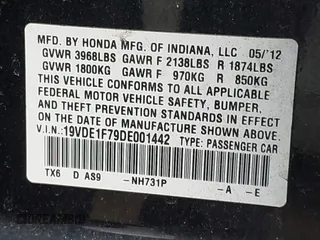 MFD. BY HONDA MFG. OF INDIANA, LLC 05/'12
GVWR 3968LBS GAWR F 2138LBS R 1874LBS
GVWR 1800KG GAWR F 970KG R 850KG
THIS VEHICLE CONFORMS TO ALL APPLICABLE
FEDERAL MOTOR VEHICLE SAFETY, BUMPER,
AND THEFT PREVENTION STANDARDS IN EFFECT
ON THE DATE OF MANUFACTURE SHOWN ABOVE.
V.I.N.: 19VDE1F79DE001442 TYPE: PASSENGER CAR
TX6 D AS9 -NH731P -A -E